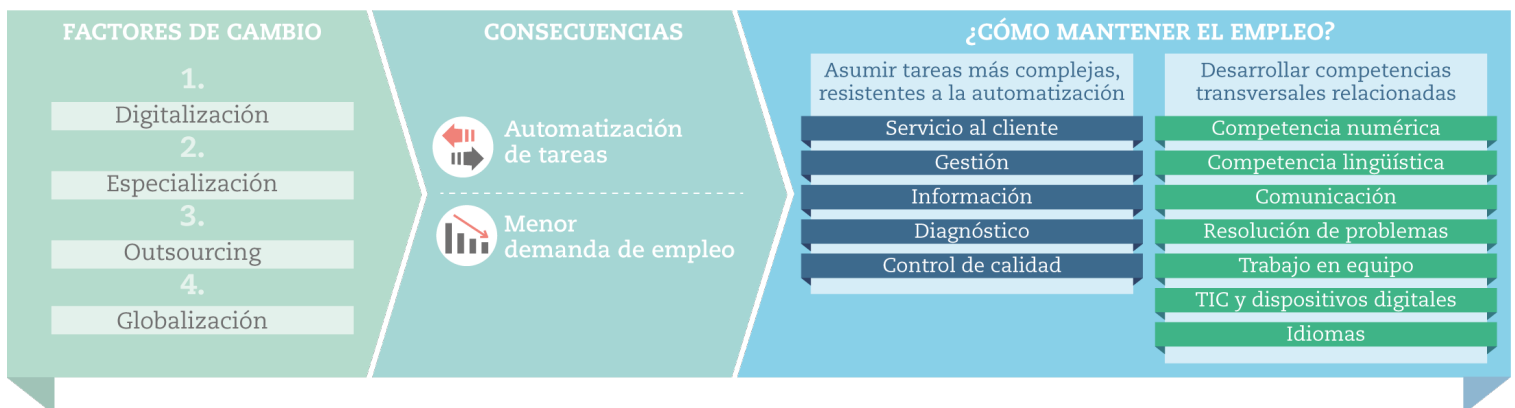 FACTORES DE CAMBIO
1.
Digitalización
2.
Especialización
3.
Outsourcing
4.
Globalización
CONSECUENCIAS
Automatización
de tareas
Menor
demanda de empleo
¿CÓMO MANTENER EL EMPLEO?
Asumir tareas más complejas,
resistentes a la automatización
Servicio al cliente
Gestión
Información
Diagnóstico
Control de calidad
Desarrollar competencias
transversales relacionadas
Competencia numérica
Competencia lingüística
Comunicación
Resolución de problemas
Trabajo en equipo
TIC y dispositivos digitales
Idiomas